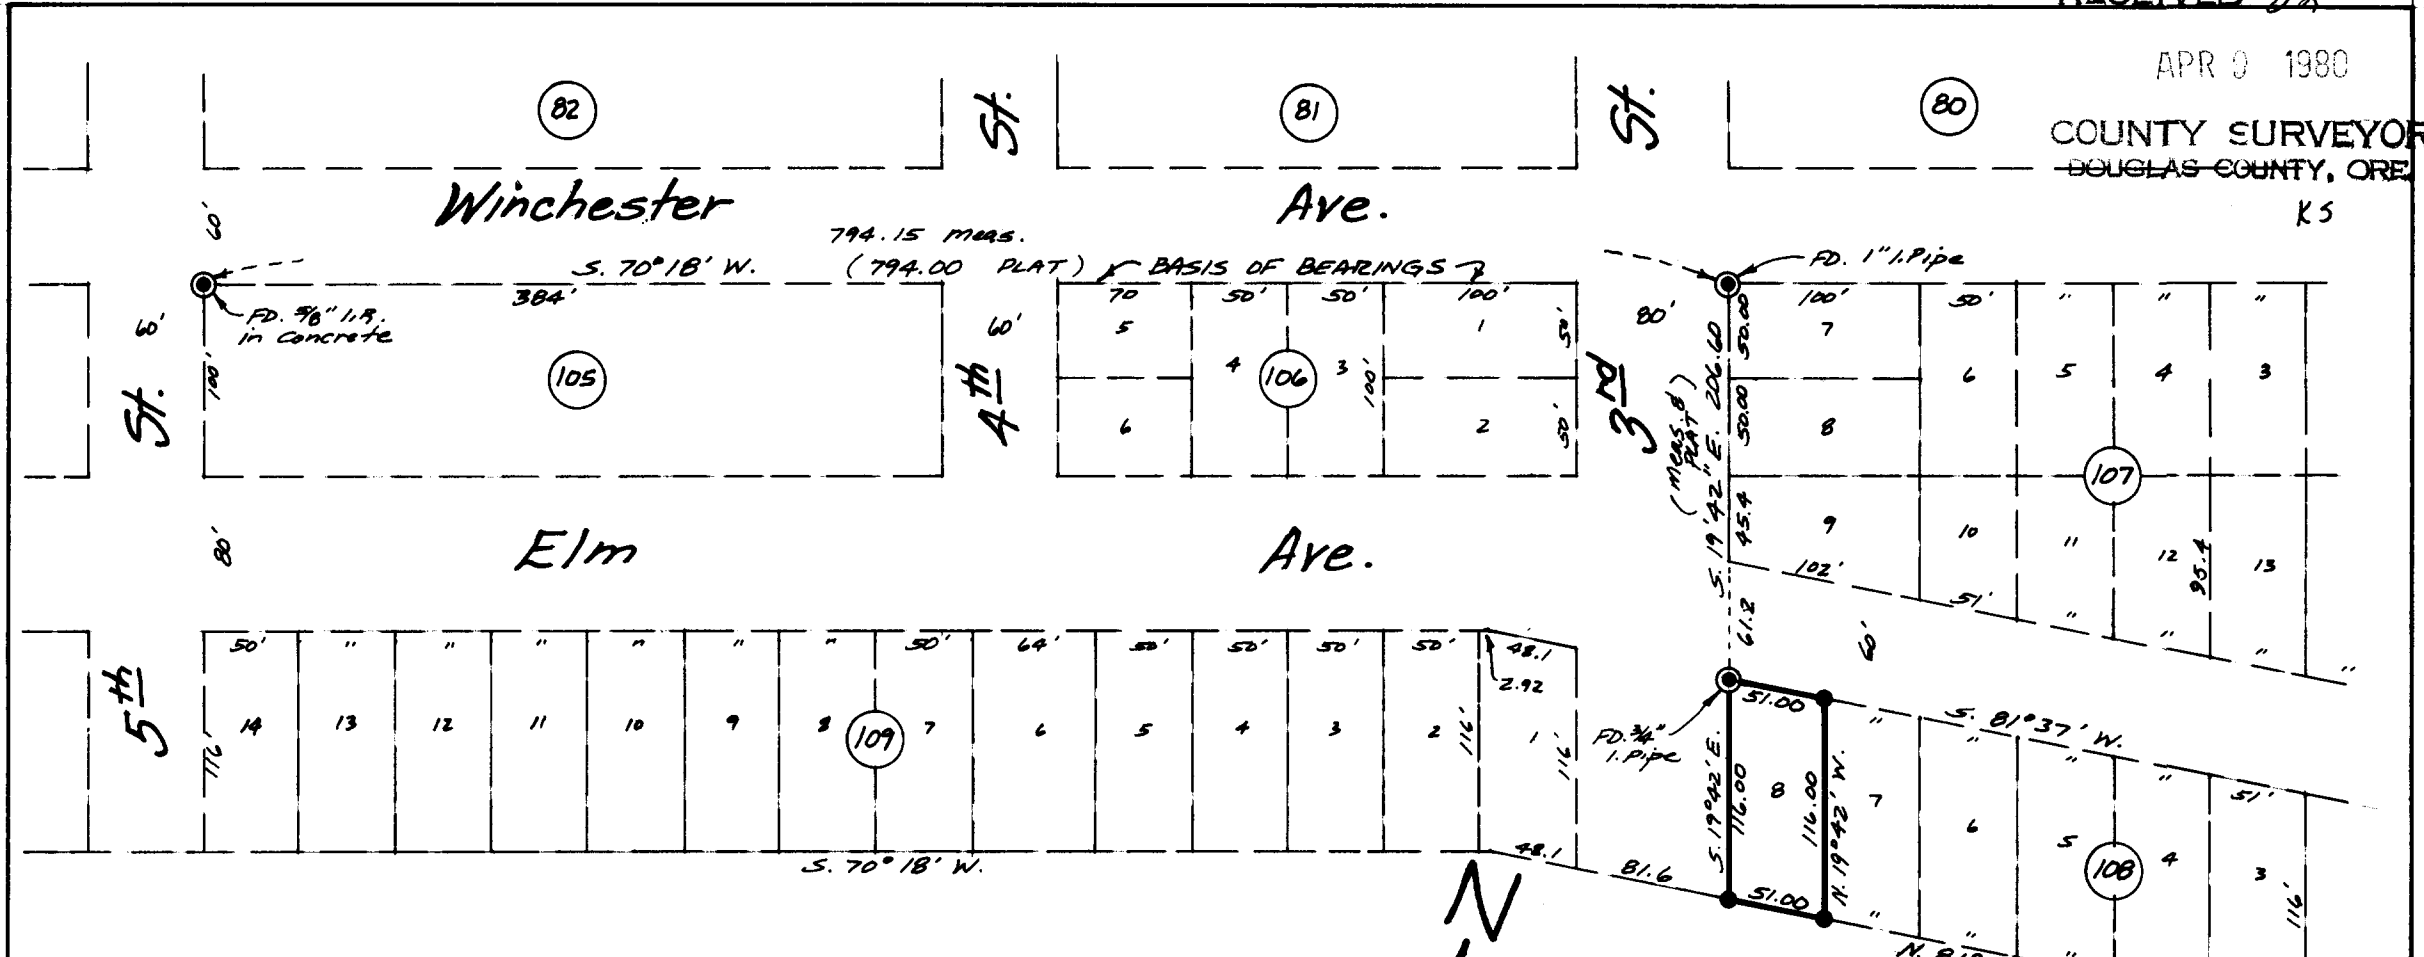 RECEIVED
APR 9 1980
COUNTY SURVEYOR
DOUGLAS COUNTY, ORE
KS
82
St.
81
St.
80
Winchester Ave.
60'
794.15 meas.
S. 70° 18' W. (794.00 PLAT) BASIS OF BEARINGS
FD. 1" I. Pipe
384'
FD. 5/8" I.R.
in Concrete
60'
100'
St.
105
60'
4th
70 50' 50' 100'
5 4 3 1
106
100'
6 2
50'
50'
80'
3rd
(Meas. & PLAT)
S. 19°42" E. 206.60
50.00
50.00
45.4
61.2
100' 50' " " "
7 6 5 4 3
8
107
9 10 11 12 13
95.4
102' 51' " " " "
80'
Elm Ave.
60'
5th
50' " " " " " " 50' 64' 50' 50' 50' 50' 48.1
2.92
14 13 12 11 10 9 8 7 6 5 4 3 2 1
109
116'
116'
116'
S. 70° 18' W.
48.1
81.6
N
FD. 3/4"
I. Pipe
51.00
S. 19°42' E.
116.00
8
116.00
N. 19°42' W.
51.00
S. 81°37' W.
" " " " 51'
7 6 5 4 3
108
116'
" " "